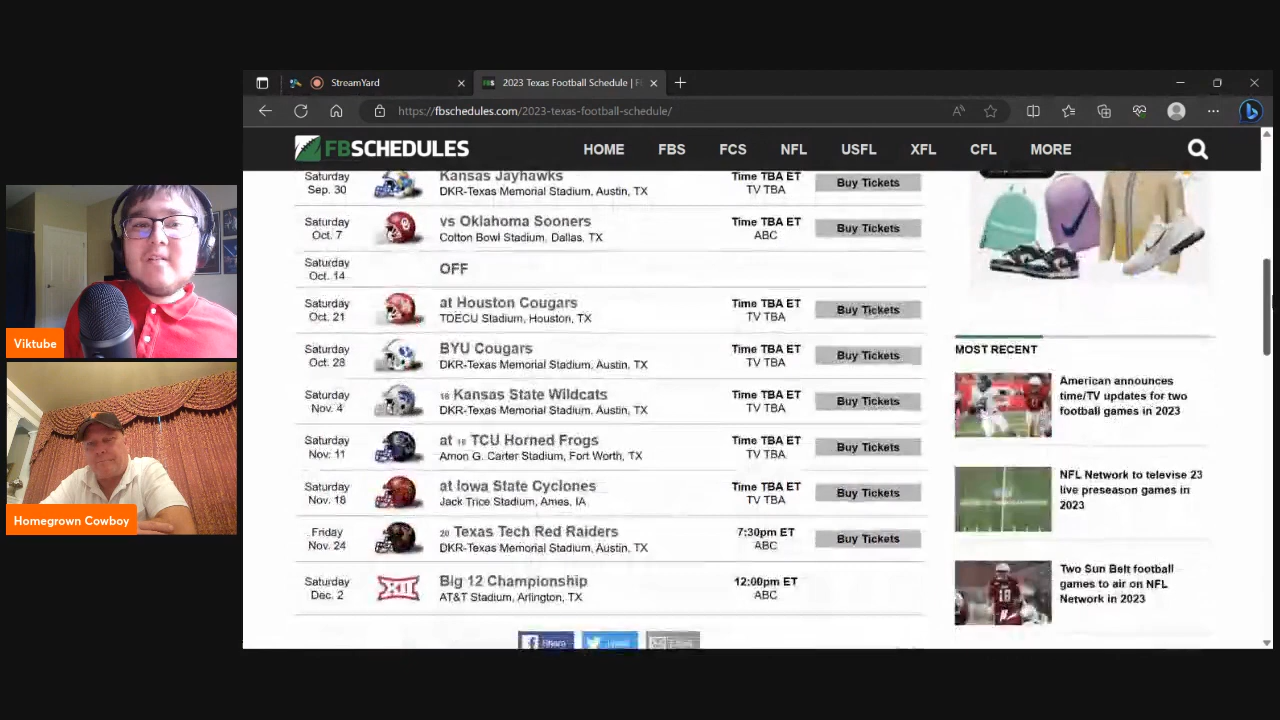 StreamYard
2023 Texas Football Schedule | F
https://fbschedules.com/2023-texas-football-schedule/
FBSCHEDULES
HOME
FBS
FCS
NFL
USFL
XFL
CFL
MORE
Saturday
Sep. 30
Kansas Jayhawks
DKR-Texas Memorial Stadium, Austin, TX
Time TBA ET
TV TBA
Buy Tickets
Saturday
Oct. 7
vs Oklahoma Sooners
Cotton Bowl Stadium, Dallas, TX
Time TBA ET
ABC
Buy Tickets
Saturday
Oct. 14
OFF
Saturday
Oct. 21
at Houston Cougars
TDECU Stadium, Houston, TX
Time TBA ET
TV TBA
Buy Tickets
Saturday
Oct. 28
BYU Cougars
DKR-Texas Memorial Stadium, Austin, TX
Time TBA ET
TV TBA
Buy Tickets
Saturday
Nov. 4
16 Kansas State Wildcats
DKR-Texas Memorial Stadium, Austin, TX
Time TBA ET
TV TBA
Buy Tickets
Saturday
Nov. 11
at TCU Horned Frogs
Amon G. Carter Stadium, Fort Worth, TX
Time TBA ET
TV TBA
Buy Tickets
Saturday
Nov. 18
at Iowa State Cyclones
Jack Trice Stadium, Ames, IA
Time TBA ET
TV TBA
Buy Tickets
Friday
Nov. 24
20 Texas Tech Red Raiders
DKR-Texas Memorial Stadium, Austin, TX
7:30pm ET
ABC
Buy Tickets
Saturday
Dec. 2
XII
Big 12 Championship
AT&T Stadium, Arlington, TX
12:00pm ET
ABC
MOST RECENT
American announces
time/TV updates for two
football games in 2023
NFL Network to televise 23
live preseason games in
2023
Two Sun Belt football
games to air on NFL
Network in 2023
Viktube
Homegrown Cowboy